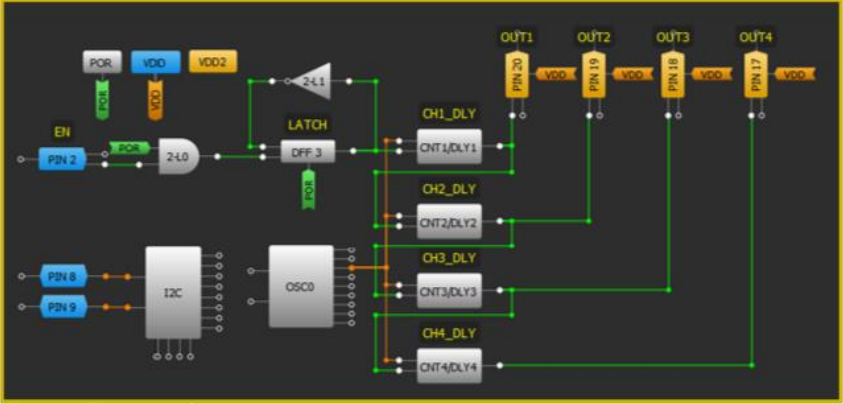 OUT1 OUT2 OUT3 OUT4
POR VDD VDD2
PIN 20 VDD PIN 19 VDD PIN 18 VDD PIN 17 VDD
POR VDD
2-L1
EN
LATCH
CH1_DLY
PIN 2 POR 2-L0 DFF 3 CNT1/DLY1
POR
CH2_DLY
CNT2/DLY2
CH3_DLY
PIN 8 I2C OSC0 CNT3/DLY3
PIN 9
CH4_DLY
CNT4/DLY4